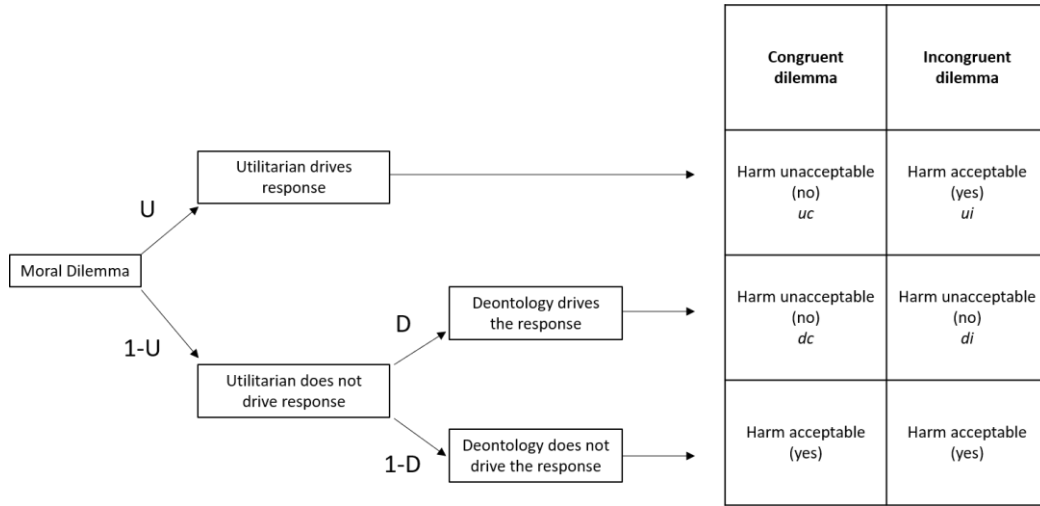 Congruent
dilemma
Incongruent
dilemma
Utilitarian drives
response
Harm unacceptable
(no)
uc
Harm acceptable
(yes)
ui
U
Moral Dilemma
1-U
Deontology drives
the response
Harm unacceptable
(no)
dc
Harm unacceptable
(no)
di
D
Utilitarian does not
drive response
1-D
Deontology does not
drive the response
Harm acceptable
(yes)
Harm acceptable
(yes)